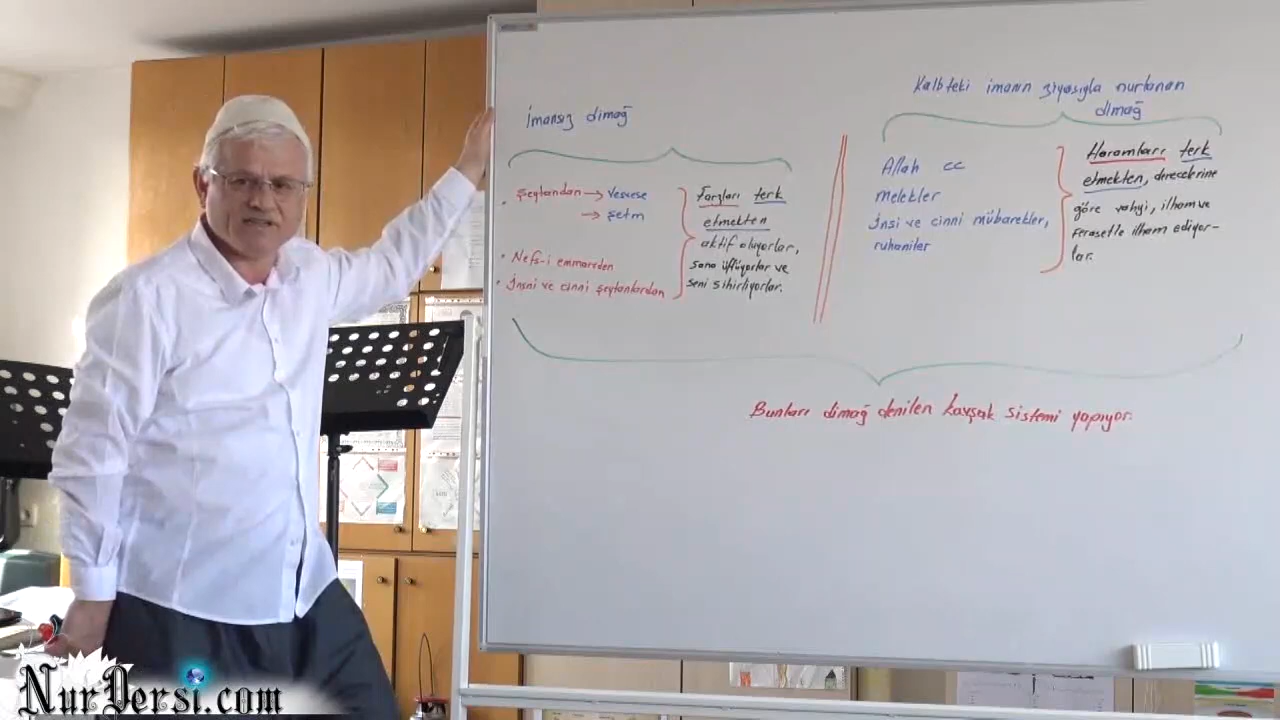 İmansız dimağ
• Şeytandan → Vesvese
→ Şetm
• Nefs-i emmareden
• İnsni ve cinni şeytanlardan
Farzları terk
etmekten
aktif oluyorlar,
sana üflüyorlar ve
seni sihirliyorlar.
Kalbteki imanın ziyasıyla nurlanan
dimağ
Allah cc
melekler
İnsi ve cinni mübarekler,
ruhaniler
Haramları terk
etmekten, derecelerine
göre vahyi, ilham ve
ferasetle ilham ediyor-
lar.
Bunları dimağ denilen kavşak sistemi yapıyor.
NurDersi.com